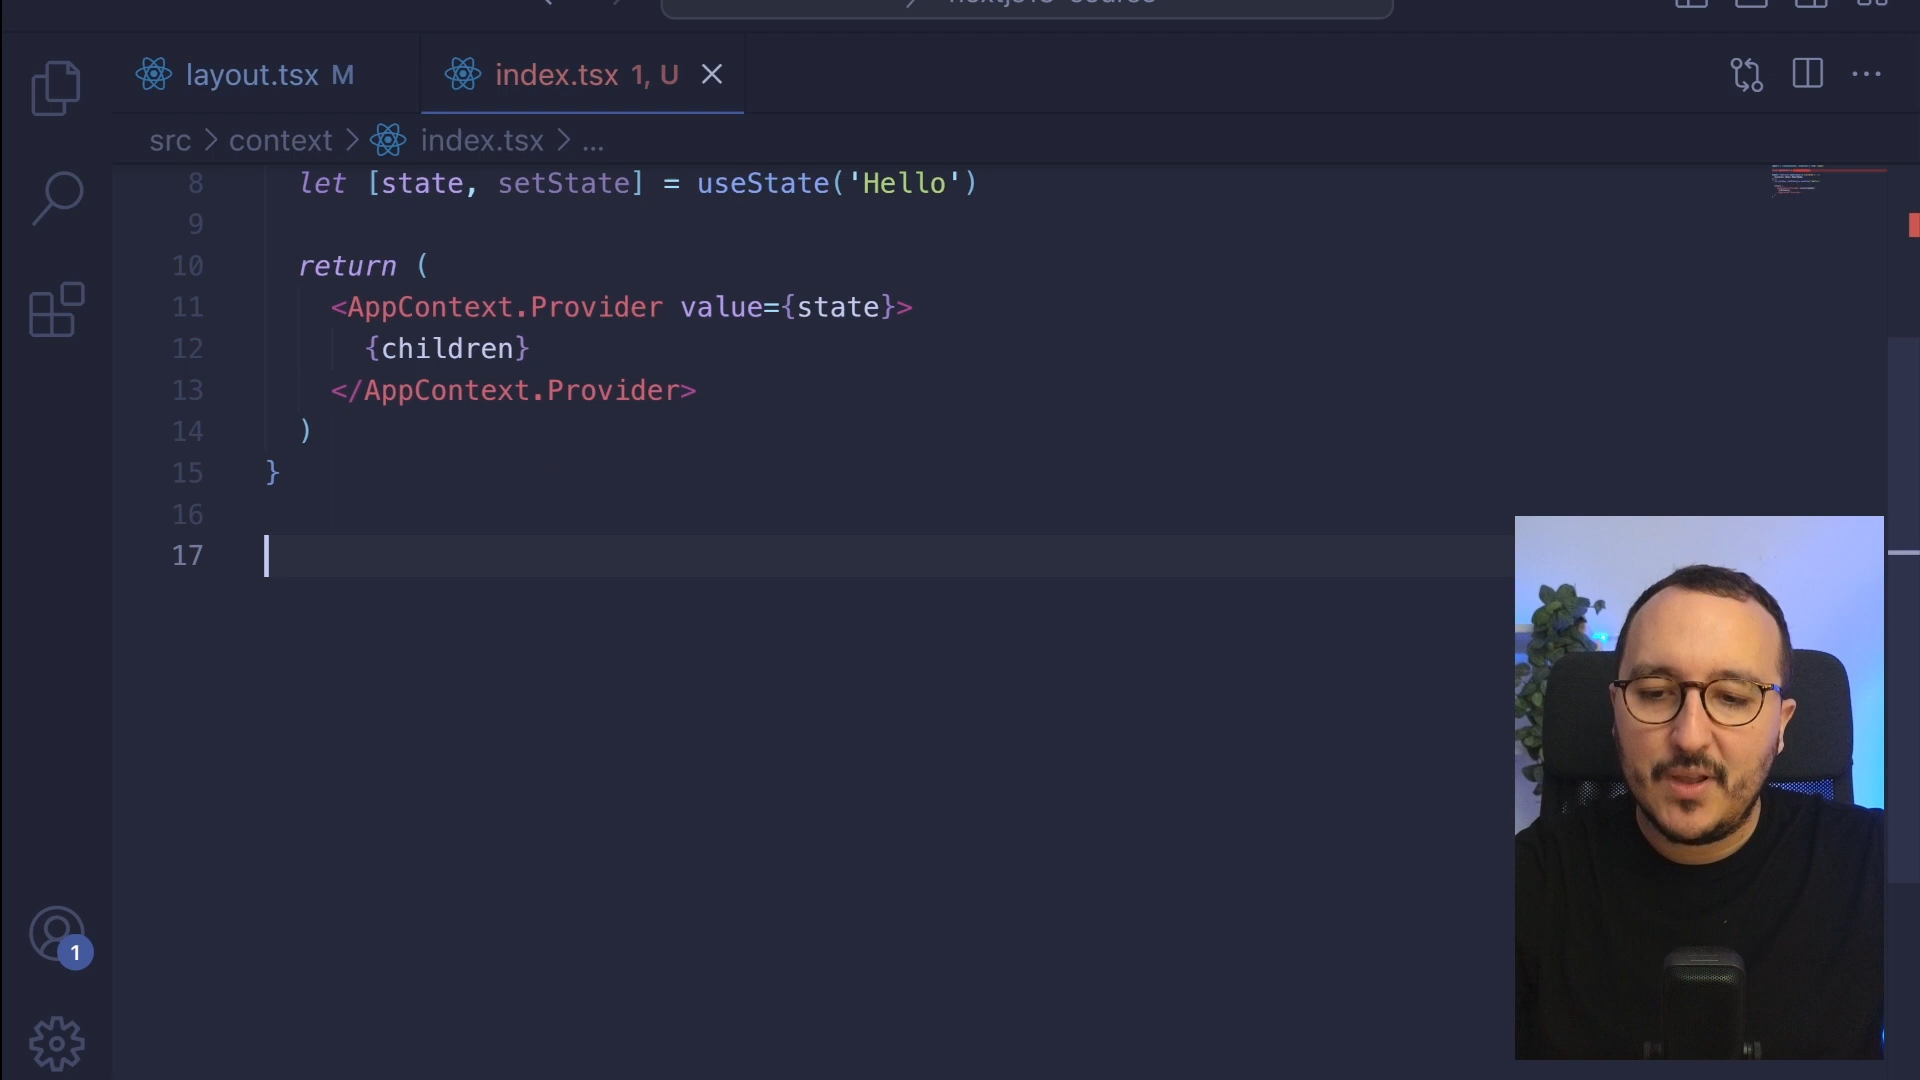 layout.tsx M
index.tsx 1, U
src > context > index.tsx > ...
8 let [state, setState] = useState('Hello')
9
10 return (
11 <AppContext.Provider value={state}>
12 {children}
13 </AppContext.Provider>
14 )
15 }
16
17
1